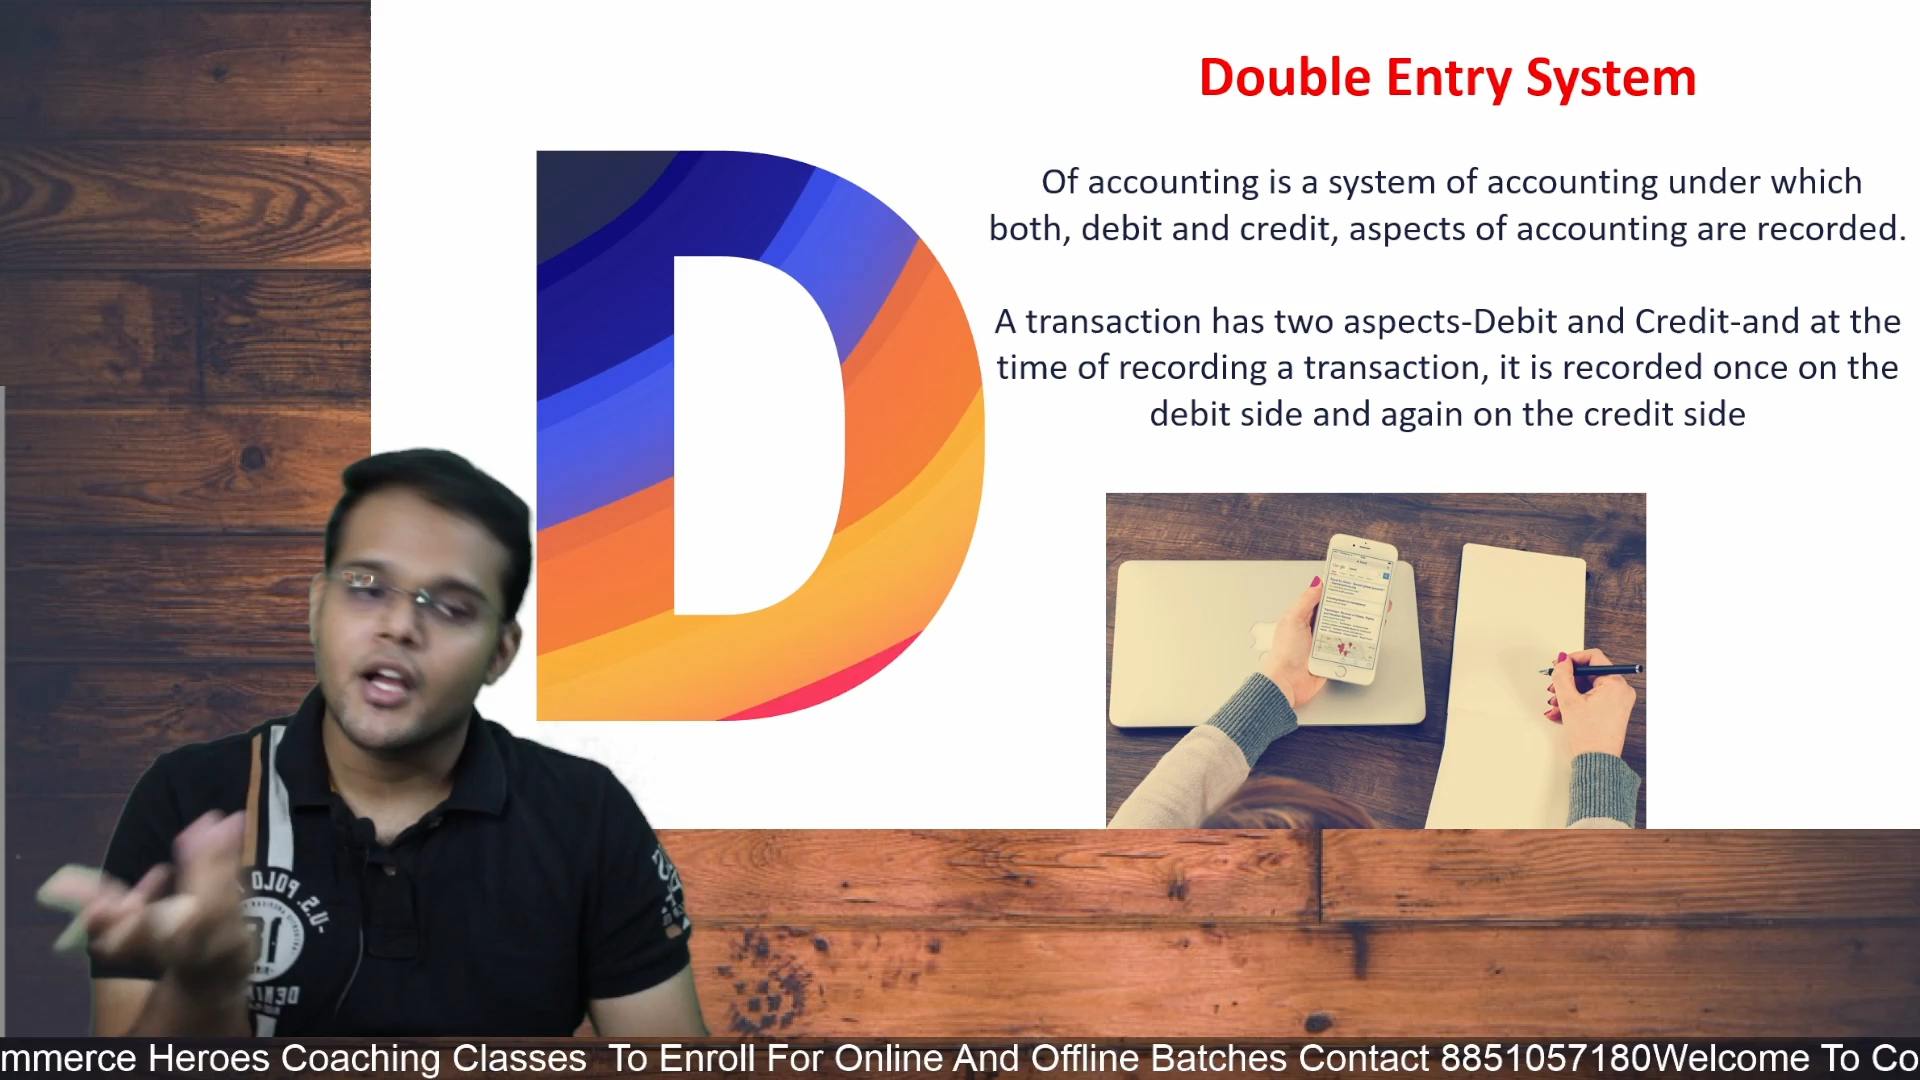 Double Entry System
Of accounting is a system of accounting under which
both, debit and credit, aspects of accounting are recorded.
A transaction has two aspects-Debit and Credit-and at the
time of recording a transaction, it is recorded once on the
debit side and again on the credit side
D
U.S. POLO
DENIM
mmerce Heroes Coaching Classes To Enroll For Online And Offline Batches Contact 8851057180Welcome To Co